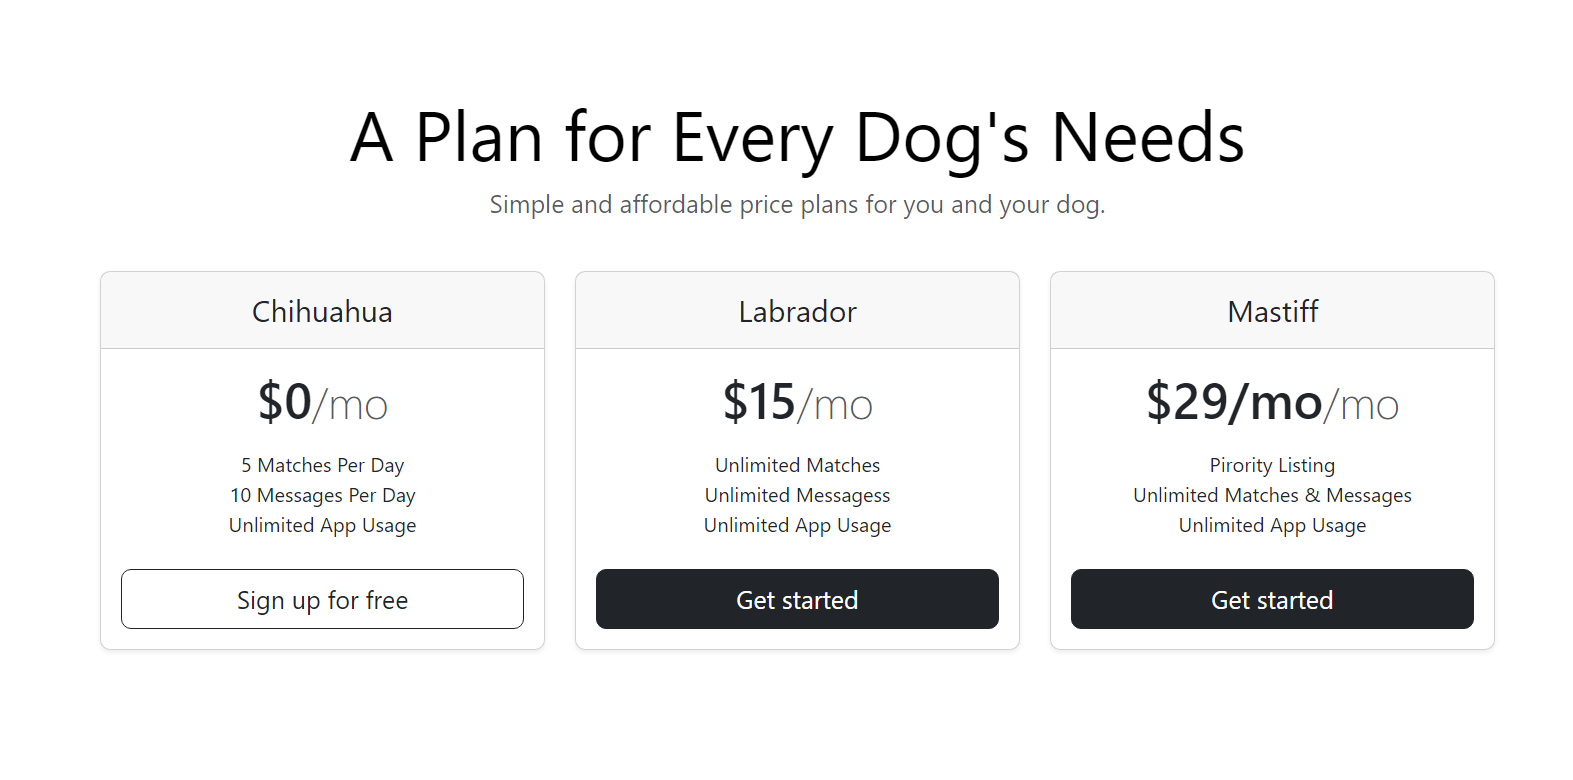 A Plan for Every Dog's Needs
Simple and affordable price plans for you and your dog.
Chihuahua
$0/mo
5 Matches Per Day
10 Messages Per Day
Unlimited App Usage
Sign up for free
Labrador
$15/mo
Unlimited Matches
Unlimited Messagess
Unlimited App Usage
Get started
Mastiff
$29/mo/mo
Pirority Listing
Unlimited Matches & Messages
Unlimited App Usage
Get started